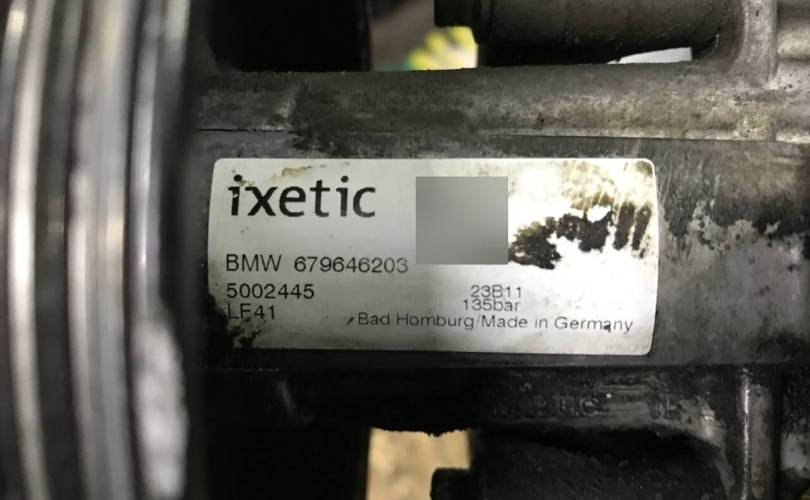 ixetic
BMW 679646203
5002445
23B11
LF41
135bar
Bad Homburg/Made in Germany